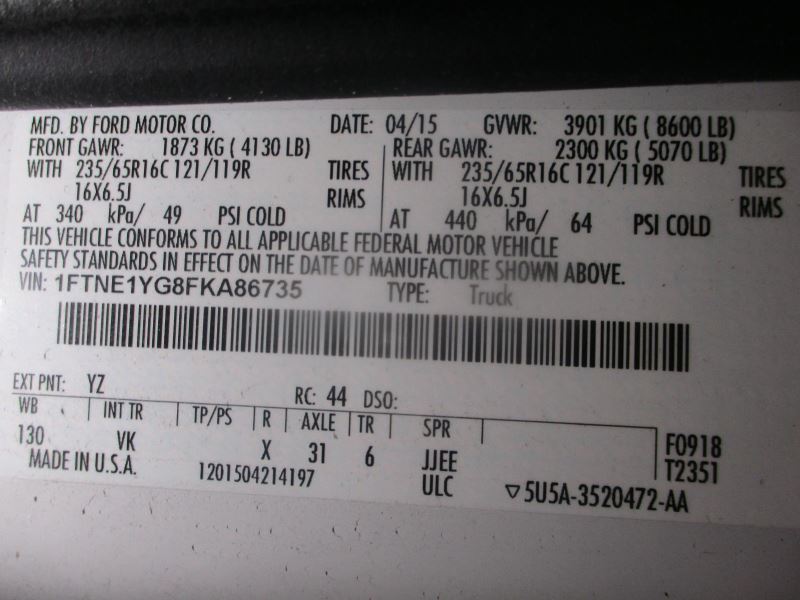 MFD. BY FORD MOTOR CO. DATE: 04/15 GVWR: 3901 KG ( 8600 LB)
FRONT GAWR: 1873 KG ( 4130 LB) REAR GAWR: 2300 KG ( 5070 LB)
WITH 235/65R16C 121/119R TIRES WITH 235/65R16C 121/119R TIRES
16X6.5J RIMS 16X6.5J RIMS
AT 340 kPa/ 49 PSI COLD AT 440 kPa/ 64 PSI COLD
THIS VEHICLE CONFORMS TO ALL APPLICABLE FEDERAL MOTOR VEHICLE
SAFETY STANDARDS IN EFFECT ON THE DATE OF MANUFACTURE SHOWN ABOVE.
VIN: 1FTNE1YG8FKA86735 TYPE: Truck
EXT PNT: YZ RC: 44 DSO:
WB INT TR TP/PS R AXLE TR SPR
130 VK X 31 6 JJEE F0918
MADE IN U.S.A. 1201504214197 ULC T2351
▽5U5A-3520472-AA